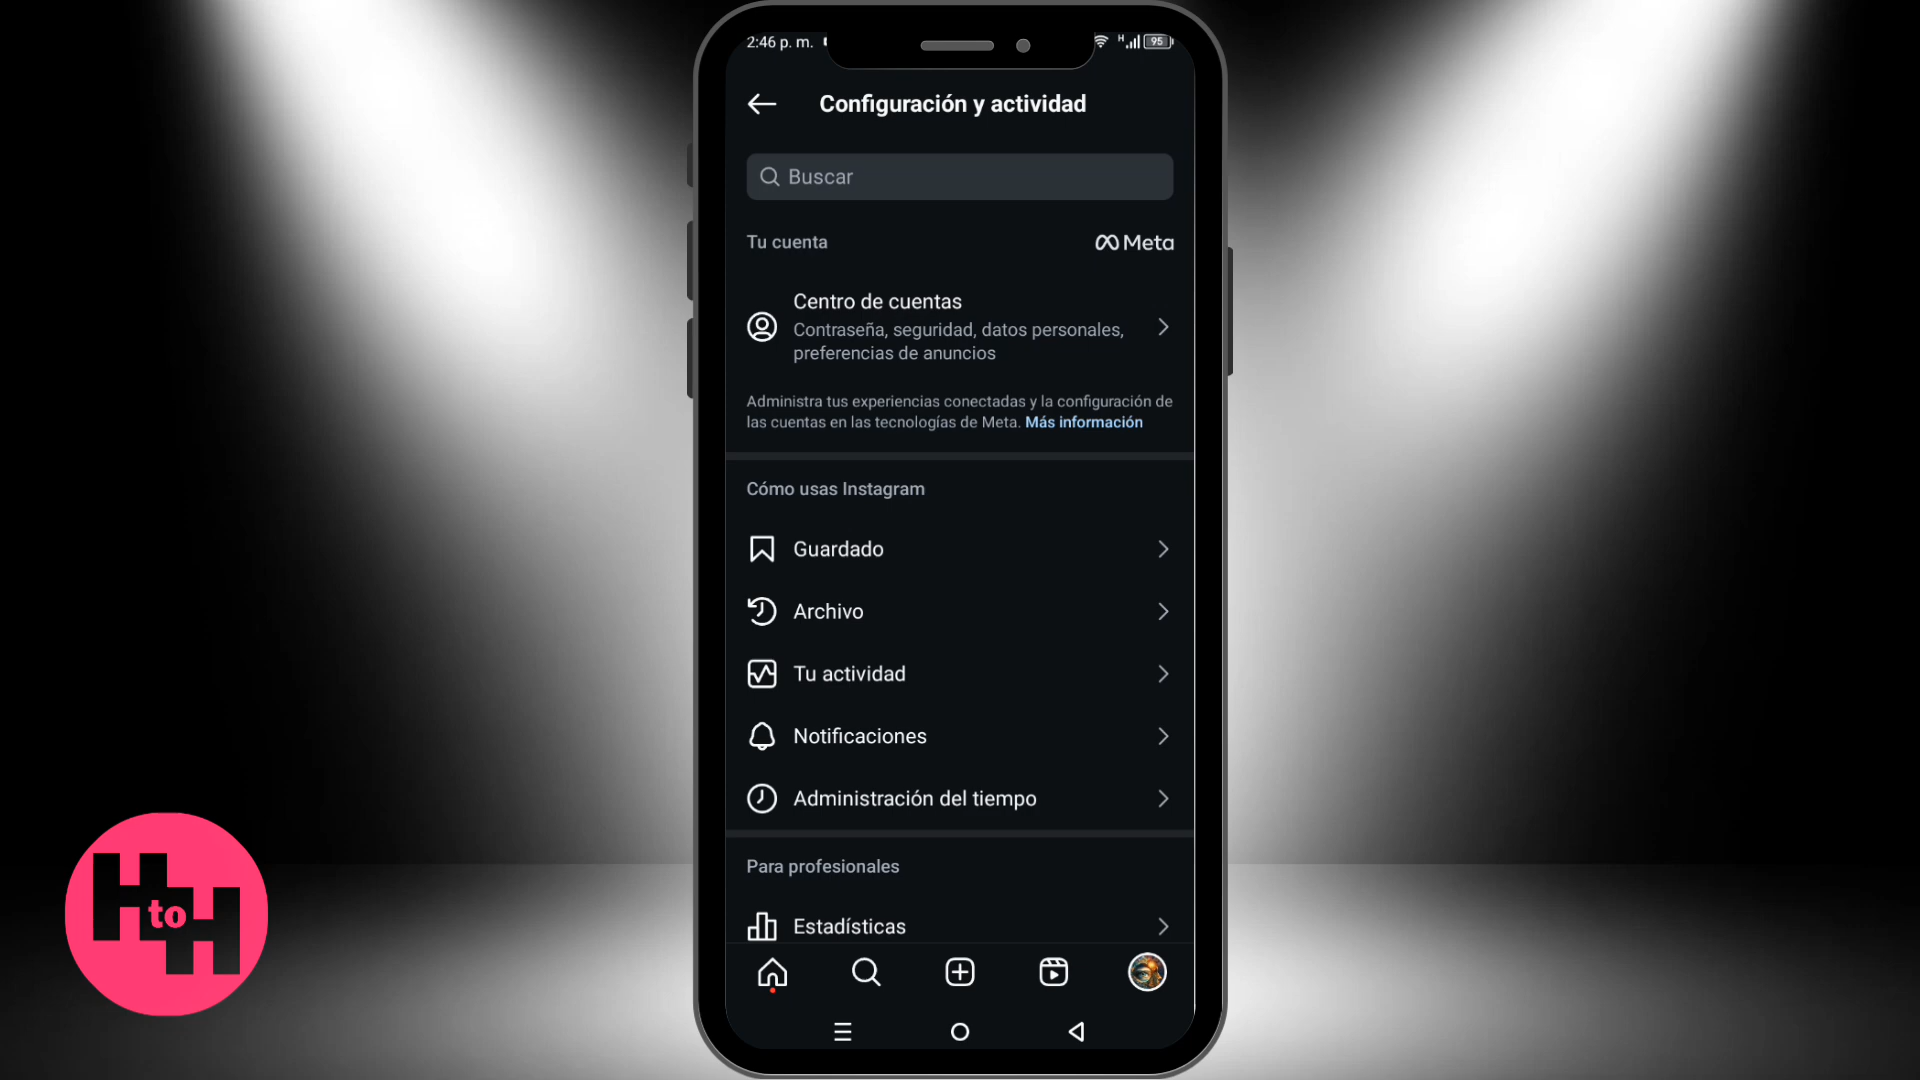 2:46 p. m.
H
95
Configuración y actividad
Buscar
Tu cuenta
Meta
Centro de cuentas
Contraseña, seguridad, datos personales,
preferencias de anuncios
Administra tus experiencias conectadas y la configuración de
las cuentas en las tecnologías de Meta. Más información
Cómo usas Instagram
Guardado
Archivo
Tu actividad
Notificaciones
Administración del tiempo
Para profesionales
Estadísticas
H to H